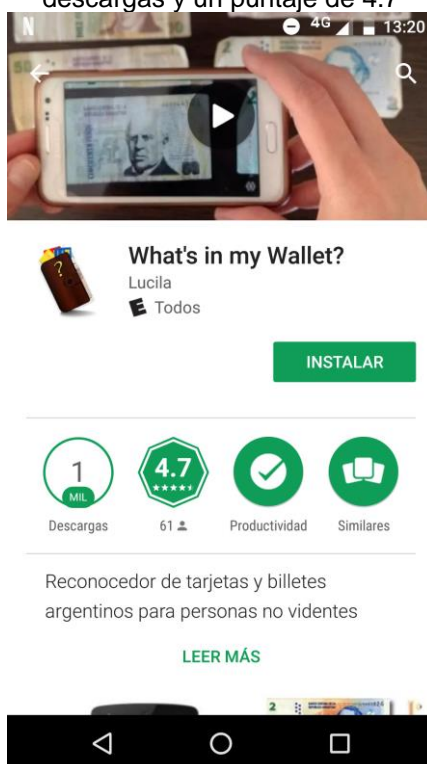 descargas y un puntaje de 4.7
4G 13:20
What's in my Wallet?
Lucila
E Todos
INSTALAR
1
MIL
4.7
Descargas
61
Productividad
Similares
Reconocedor de tarjetas y billetes
argentinos para personas no videntes
LEER MÁS